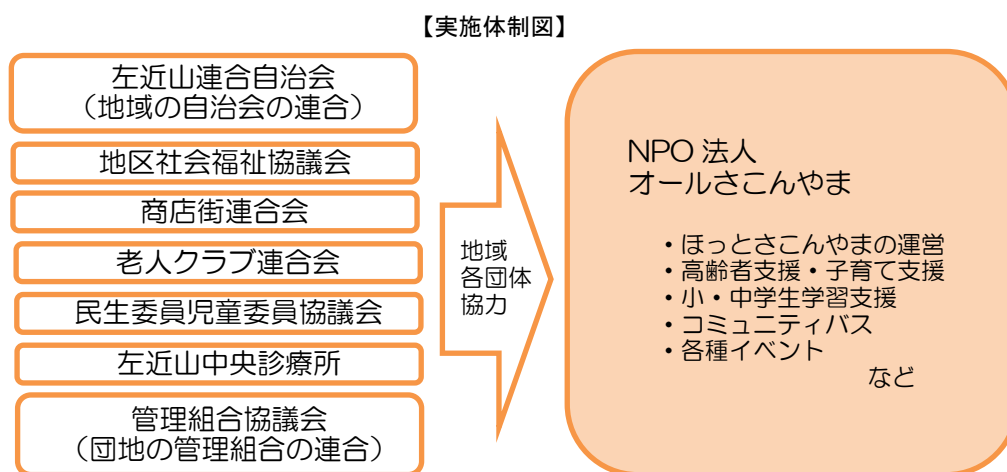 【実施体制図】
左近山連合自治会
（地域の自治会の連合）
地区社会福祉協議会
商店街連合会
老人クラブ連合会
民生委員児童委員協議会
左近山中央診療所
管理組合協議会
（団地の管理組合の連合）
地域
各団体
協力
NPO 法人
オールさこんやま
・ほっとさこんやまの運営
・高齢者支援・子育て支援
・小・中学生学習支援
・コミュニティバス
・各種イベント
など